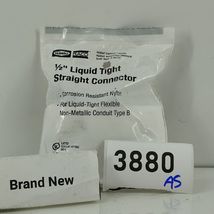 ½" Liquid Tight
Straight Connector
Corrosion Resistant Nylon
For Liquid-Tight Flexible
Non-Metallic Conduit Type B
Brand New
3880
AS